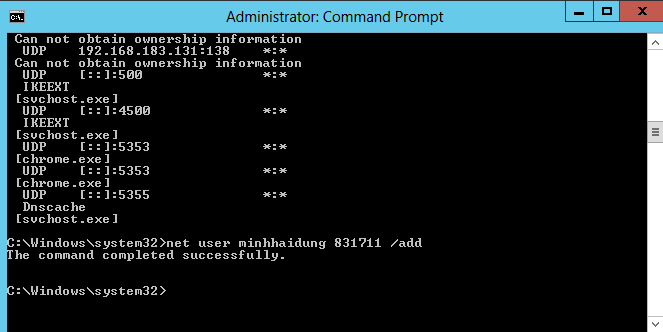 Administrator: Command Prompt
Can not obtain ownership information
UDP 192.168.183.131:138 *:*
Can not obtain ownership information
UDP [::]:500 *:*
IKEEXT
[svchost.exe]
UDP [::]:4500 *:*
IKEEXT
[svchost.exe]
UDP [::]:5353 *:*
[chrome.exe]
UDP [::]:5353 *:*
[chrome.exe]
UDP [::]:5355 *:*
Dnscache
[svchost.exe]
C:\Windows\system32>net user minhhaidung 831711 /add
The command completed successfully.
C:\Windows\system32>